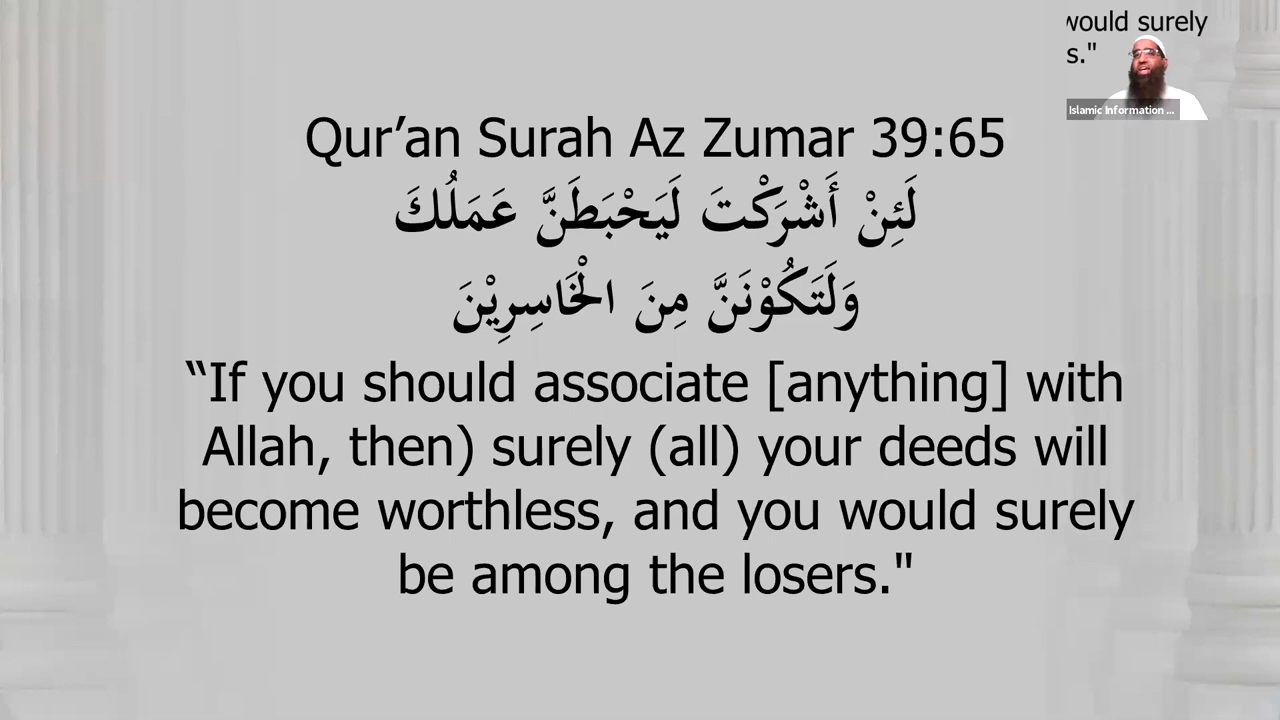 would surely
s."
Islamic Information ...
Qur’an Surah Az Zumar 39:65
لَئِنْ أَشْرَكْتَ لَيَحْبَطَنَّ عَمَلُكَ
وَلَتَكُوْنَنَّ مِنَ الْخَاسِرِيْنَ
“If you should associate [anything] with
Allah, then) surely (all) your deeds will
become worthless, and you would surely
be among the losers."